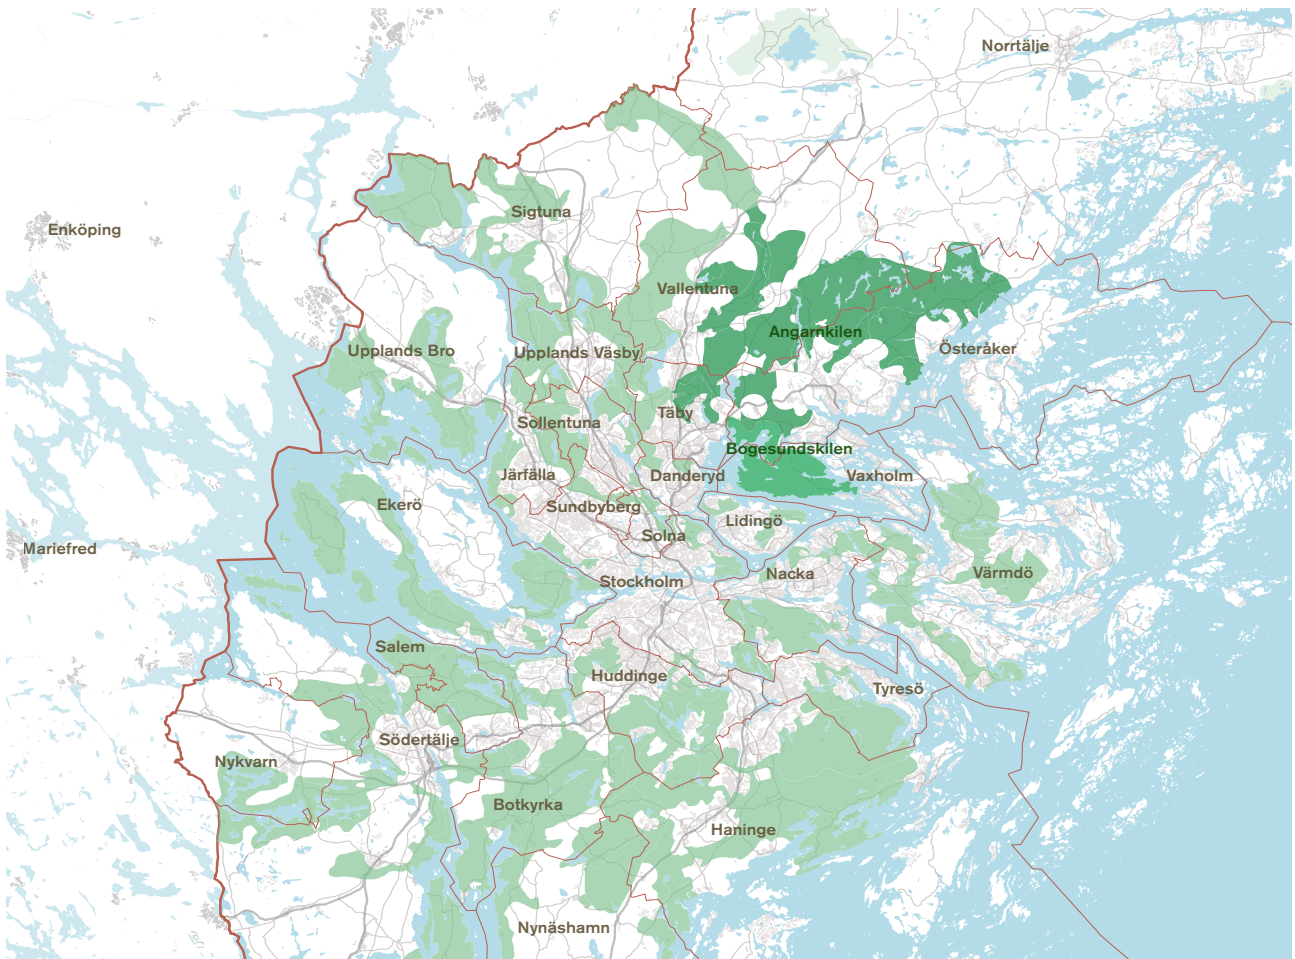 Norrtälje
Sigtuna
Enköping
Vallentuna
Angarnkilen
Österåker
Upplands Bro
Upplands Väsby
Täby
Sollentuna
Bogesundskilen
Järfälla
Danderyd
Vaxholm
Ekerö
Sundbyberg
Lidingö
Solna
Mariefred
Nacka
Värmdö
Stockholm
Salem
Huddinge
Tyresö
Södertälje
Nykvarn
Botkyrka
Haninge
Nynäshamn